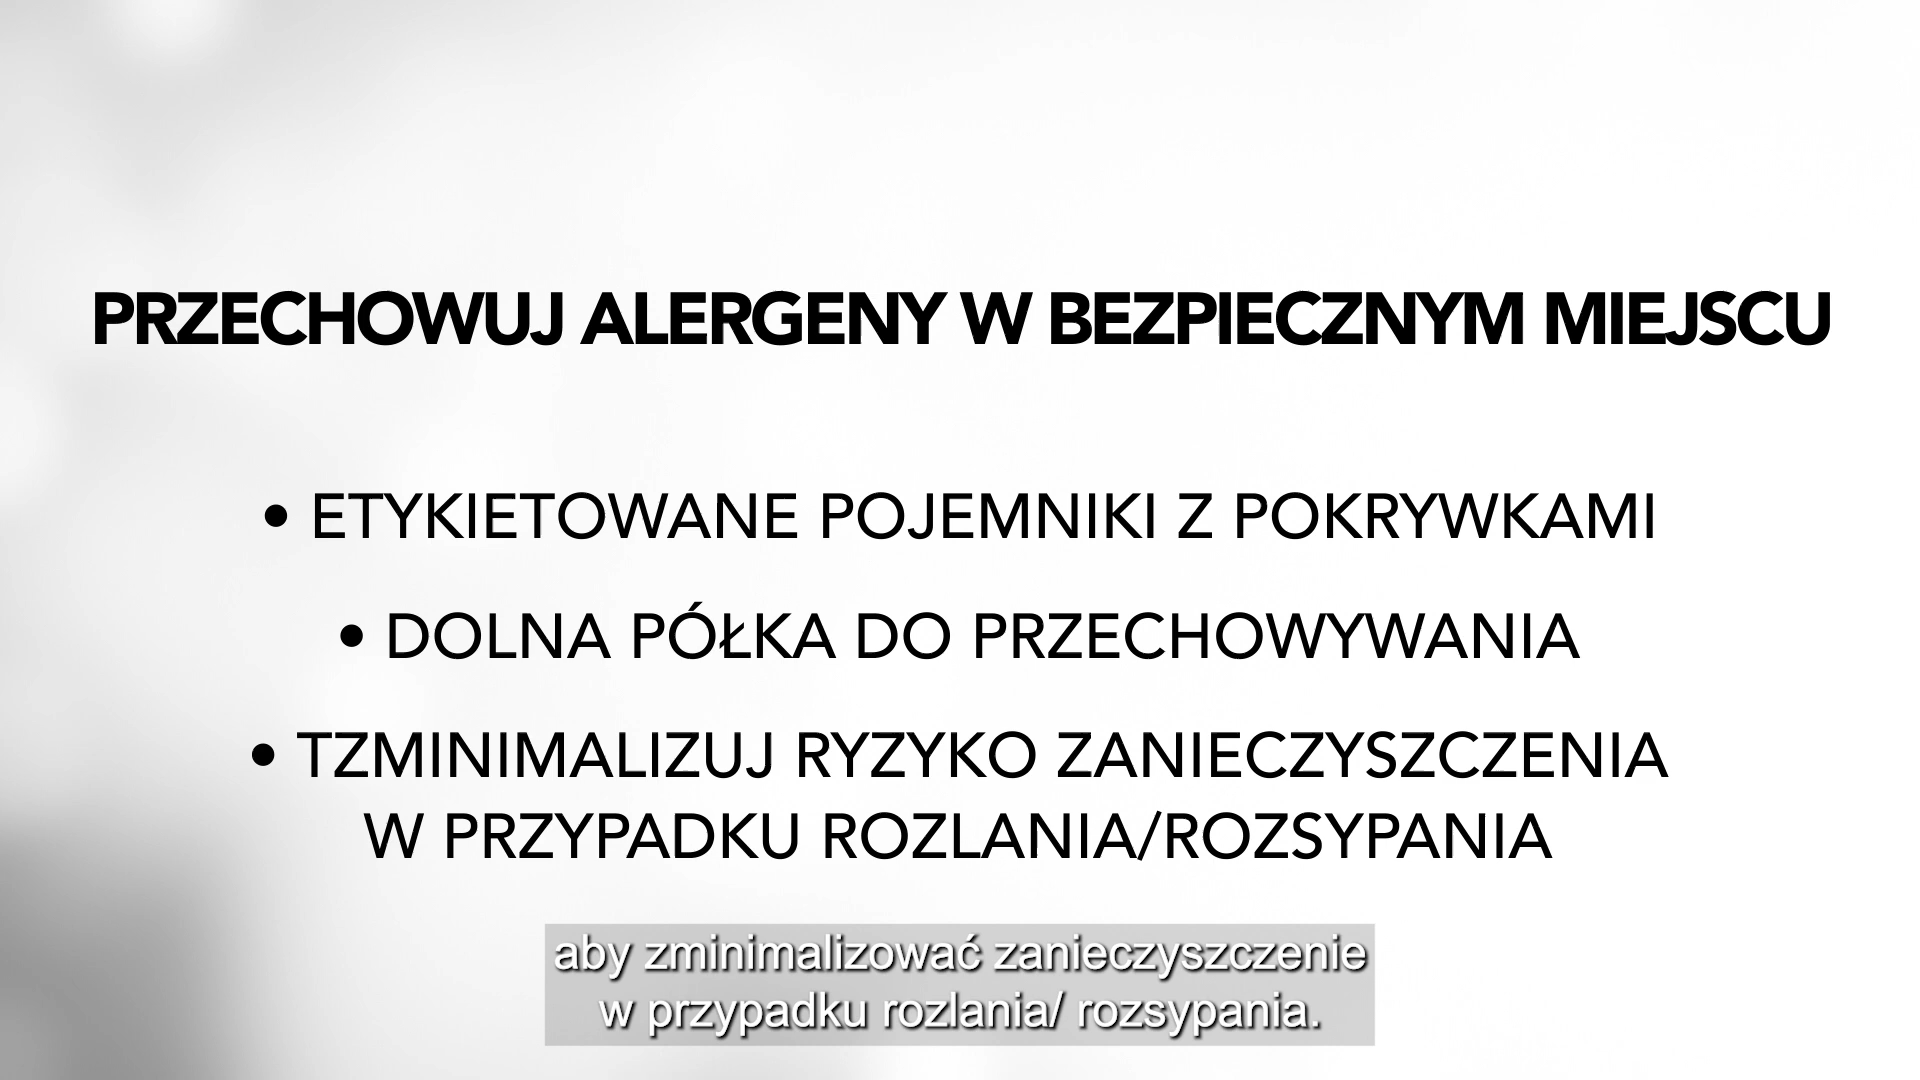 PRZECHOWUJ ALERGENY W BEZPIECZNYM MIEJSCU
• ETYKIETOWANE POJEMNIKI Z POKRYWKAMI
• DOLNA PÓŁKA DO PRZECHOWYWANIA
• TZMINIMALIZUJ RYZYKO ZANIECZYSZCZENIA
W PRZYPADKU ROZLANIA/ROZSYPANIA
aby zminimalizować zanieczyszczenie
w przypadku rozlania/ rozsypania.